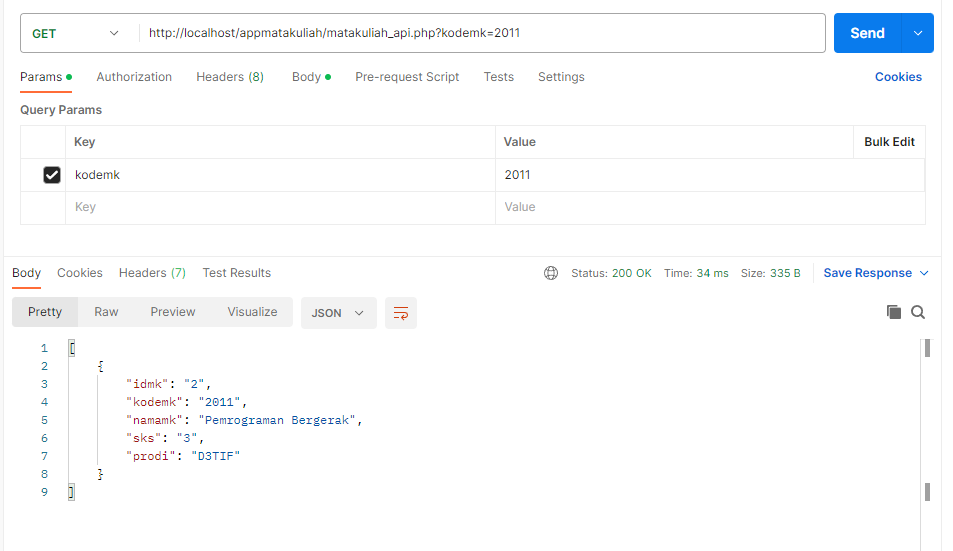 GET http://localhost/appmatakuliah/matakuliah_api.php?kodemk=2011 Send
Params Authorization Headers (8) Body Pre-request Script Tests Settings Cookies
Query Params
Key Value Bulk Edit
kodemk 2011
Key Value
Body Cookies Headers (7) Test Results Status: 200 OK Time: 34 ms Size: 335 B Save Response
Pretty Raw Preview Visualize JSON
1 [
2 {
3 "idmk": "2",
4 "kodemk": "2011",
5 "namamk": "Pemrograman Bergerak",
6 "sks": "3",
7 "prodi": "D3TIF"
8 }
9 ]